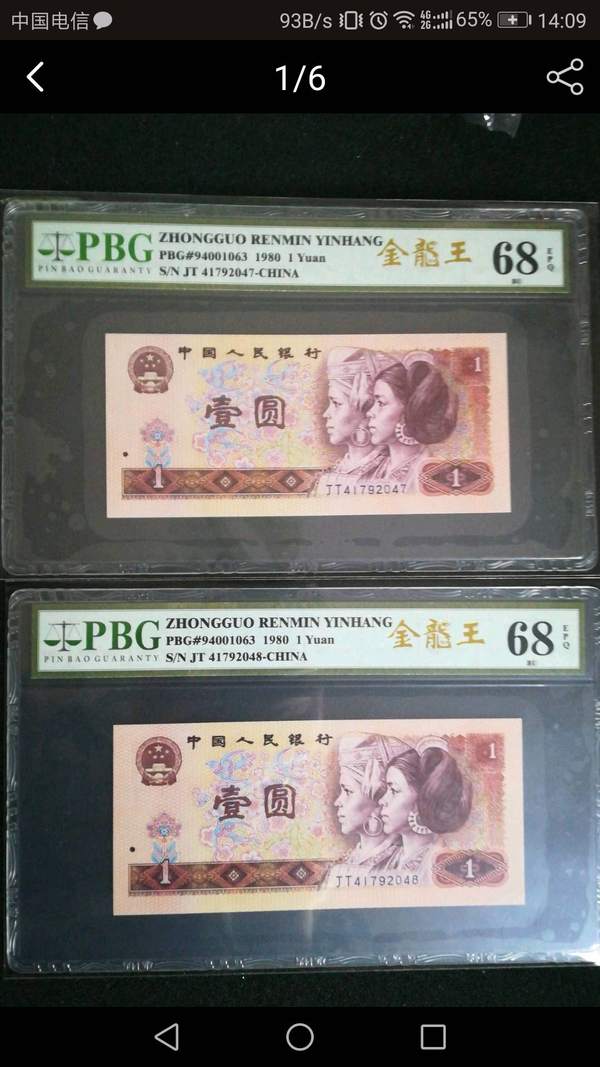 中国电信 93B/s 4G 2G 65% 14:09
1/6
PBG
PIN BAO GUARANTY
ZHONGGUO RENMIN YINHANG
PBG#94001063 1980 1 Yuan
S/N JT 41792047-CHINA
金龍王
68
EPQ
中国人民银行
1
壹圆
1
JT41792047
1
PBG
PIN BAO GUARANTY
ZHONGGUO RENMIN YINHANG
PBG#94001063 1980 1 Yuan
S/N JT 41792048-CHINA
金龍王
68
EPQ
中国人民银行
1
壹圆
1
JT41792048
1